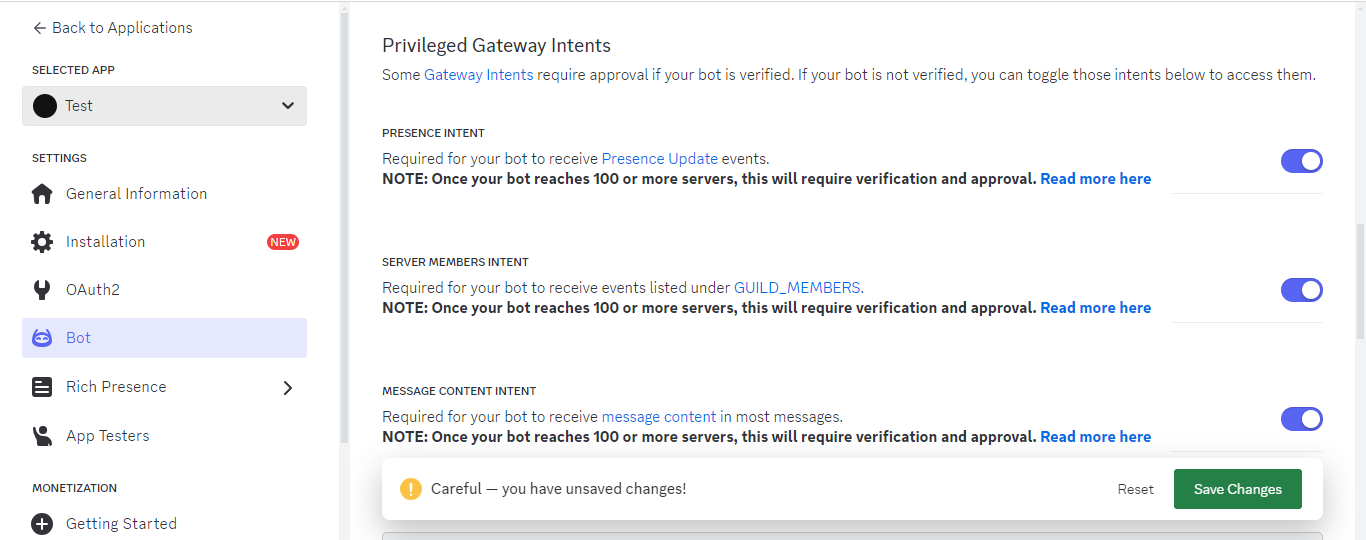 Back to Applications
SELECTED APP
Test
SETTINGS
General Information
Installation
NEW
OAuth2
Bot
Rich Presence
App Testers
MONETIZATION
Getting Started
Privileged Gateway Intents
Some Gateway Intents require approval if your bot is verified. If your bot is not verified, you can toggle those intents below to access them.
PRESENCE INTENT
Required for your bot to receive Presence Update events.
NOTE: Once your bot reaches 100 or more servers, this will require verification and approval. Read more here
SERVER MEMBERS INTENT
Required for your bot to receive events listed under GUILD_MEMBERS.
NOTE: Once your bot reaches 100 or more servers, this will require verification and approval. Read more here
MESSAGE CONTENT INTENT
Required for your bot to receive message content in most messages.
NOTE: Once your bot reaches 100 or more servers, this will require verification and approval. Read more here
Careful — you have unsaved changes!
Reset
Save Changes